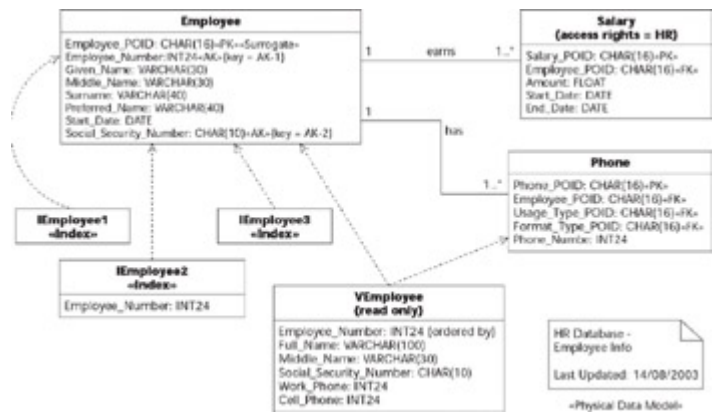 Employee
Employee_POID: CHAR(16)«PK»«Surrogate»
Employee_Number:INT24«AK»{key = AK-1}
Given_Name: VARCHAR(30)
Middle_Name: VARCHAR(30)
Surname: VARCHAR(40)
Preferred_Name: VARCHAR(40)
Start_Date: DATE
Social_Security_Number: CHAR(10)«AK»{key = AK-2}
1 earns 1..*
Salary
(access rights = HR)
Salary_POID: CHAR(16)«PK»
Employee_POID: CHAR(16)«FK»
Amount: FLOAT
Start_Date: DATE
End_Date: DATE
1
has
1..*
Phone
Phone_POID: CHAR(16)«PK»
Employee_POID: CHAR(16)«FK»
Usage_Type_POID: CHAR(16)«FK»
Format_Type_POID: CHAR(16)«FK»
Phone_Numbe: INT24
IEmployee1
«Index»
IEmployee3
«Index»
IEmployee2
«Index»
Employee_Number: INT24
VEmployee
(read only)
Employee_Number: INT24 (ordered by)
Full_Name: VARCHAR(100)
Middle_Name: VARCHAR(30)
Social_Security_Number: CHAR(10)
Work_Phone: INT24
Cell_Phone: INT24
HR Database -
Employee Info
Last Updated: 14/08/2003
«Physical Data Model»